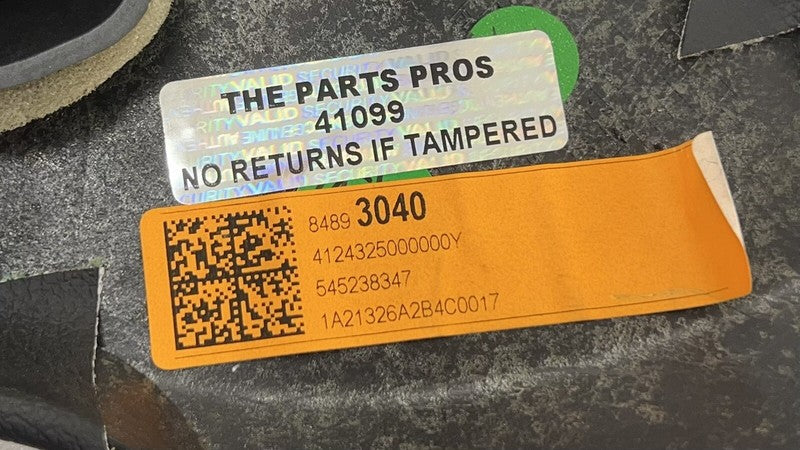 THE PARTS PROS
41099
NO RETURNS IF TAMPERED
8489 3040
4124325000000Y
545238347
1A21326A2B4C0017